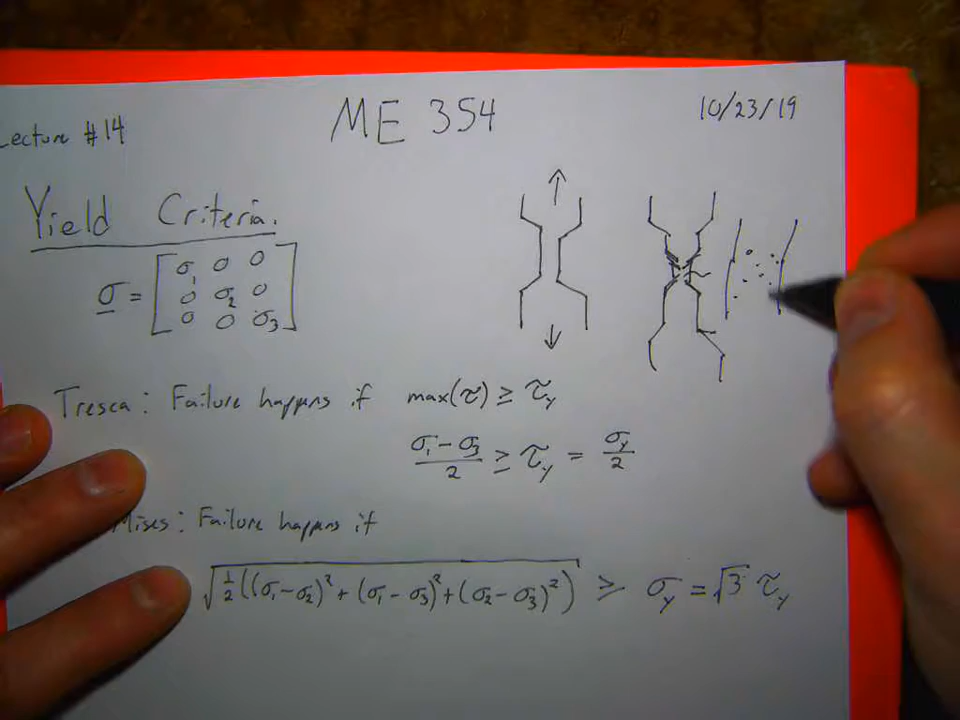 Lecture #14
ME 354
10/23/19
Yield Criteria.
σ = [σ₁ 0 0
0 σ₂ 0
0 0 σ₃]
Tresca: Failure happens if max(τ) ≥ τy
(σ₁ - σ₃)/2 ≥ τy = σy/2
Mises: Failure happens if
√(½((σ₁-σ₂)² + (σ₁-σ₃)² + (σ₂-σ₃)²)) ≥ σy = √3 τy